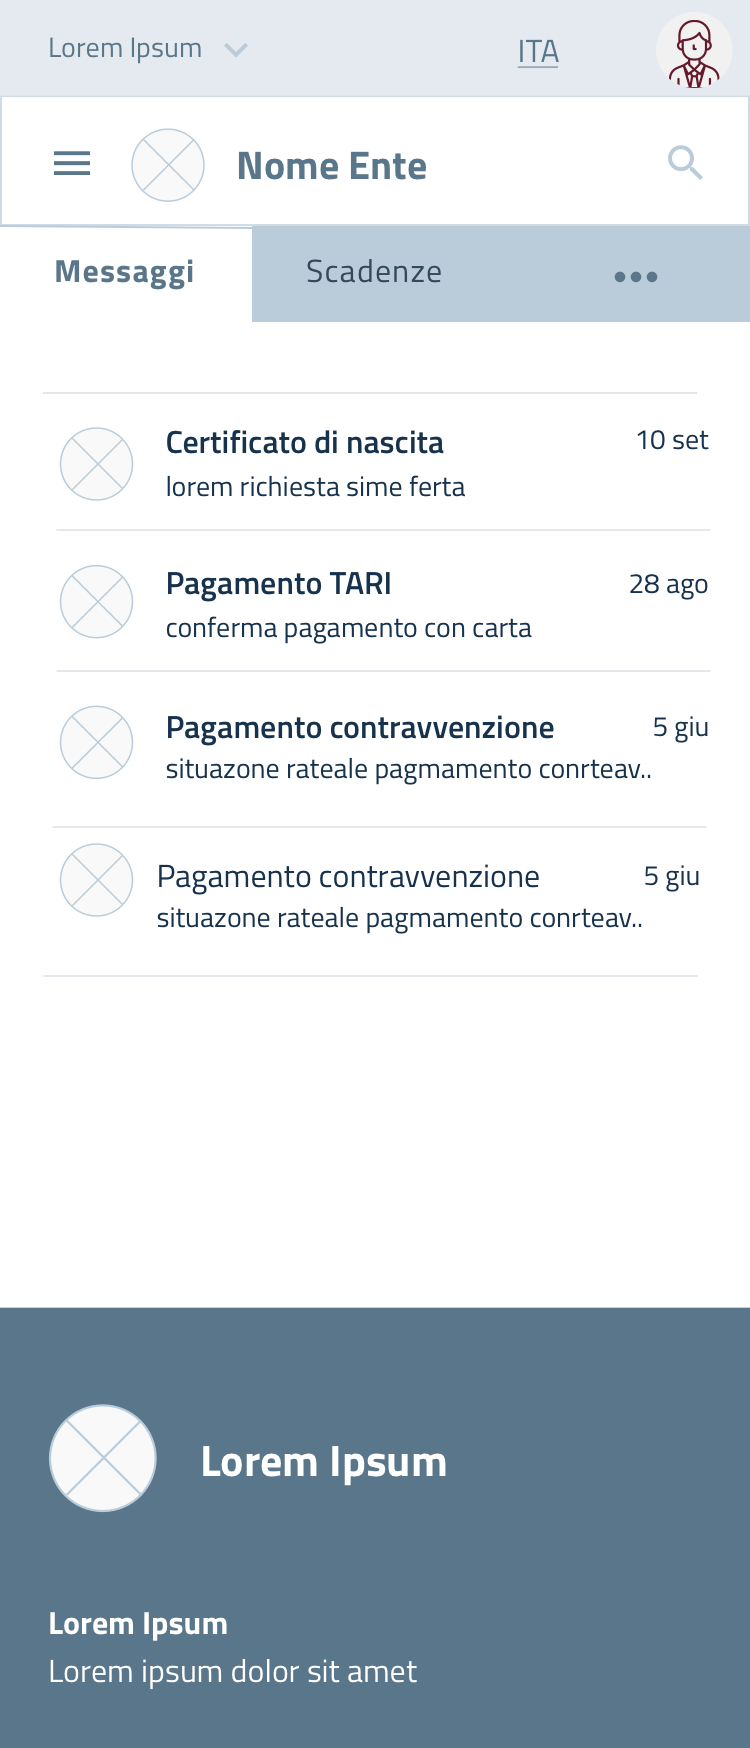 Lorem Ipsum
ITA
Nome Ente
Messaggi
Scadenze
Certificato di nascita
10 set
lorem richiesta sime ferta
Pagamento TARI
28 ago
conferma pagamento con carta
Pagamento contravvenzione
5 giu
situazone rateale pagmamento conrteav..
Pagamento contravvenzione
5 giu
situazone rateale pagmamento conrteav..
Lorem Ipsum
Lorem Ipsum
Lorem ipsum dolor sit amet